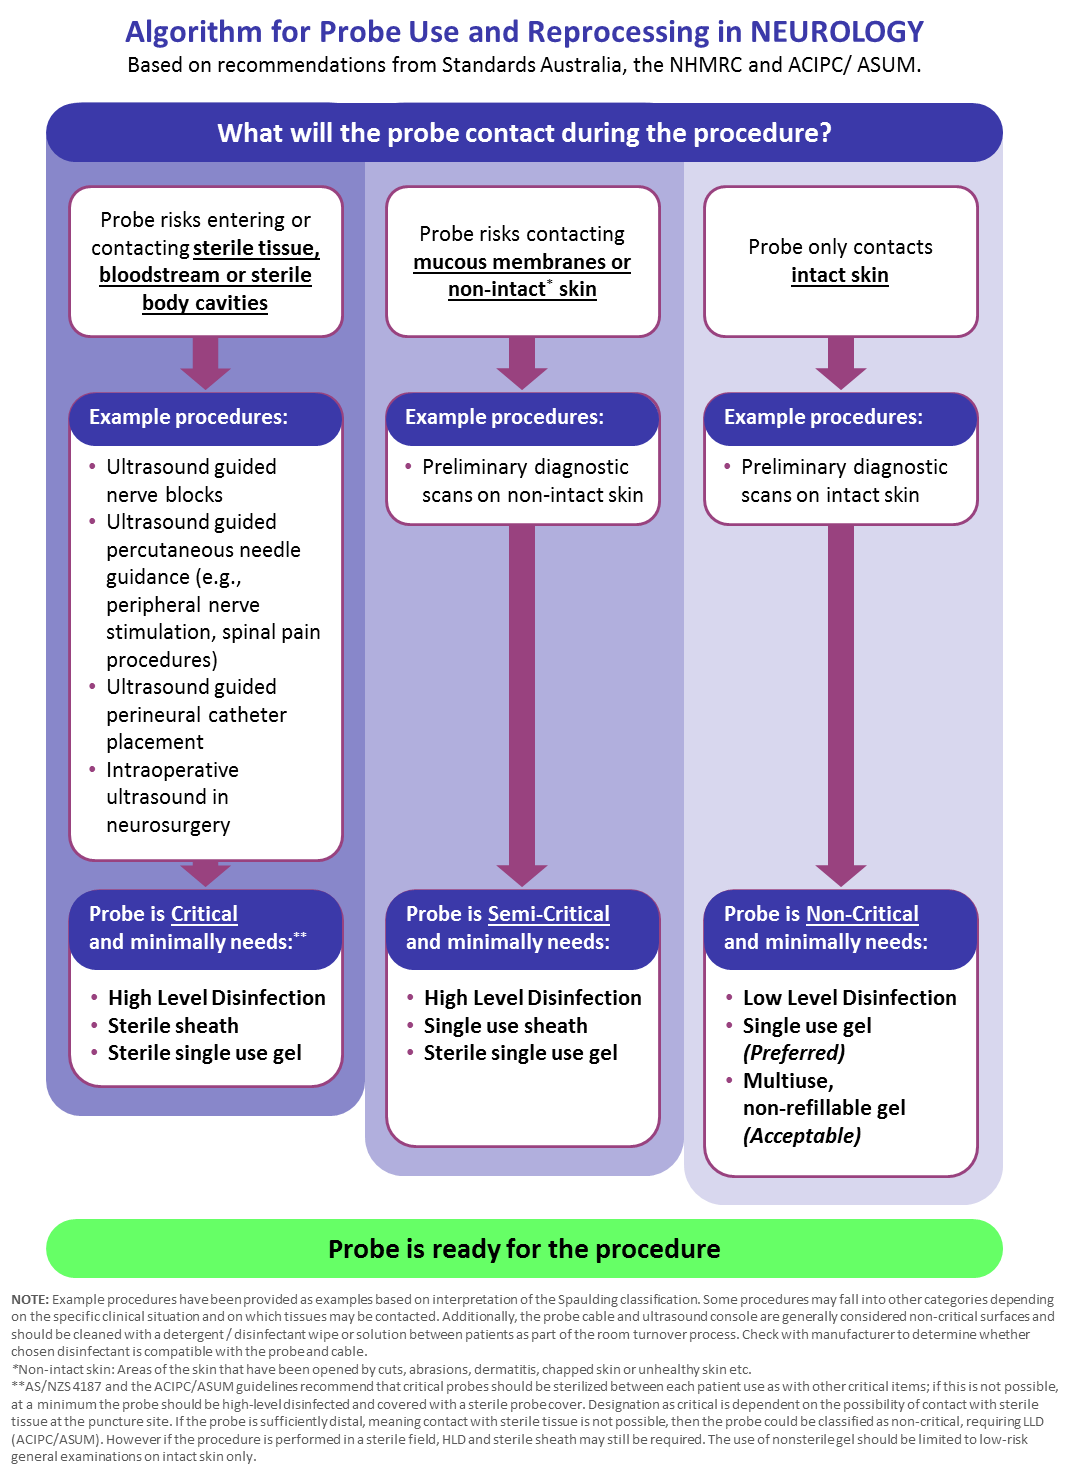 Algorithm for Probe Use and Reprocessing in NEUROLOGY
Based on recommendations from Standards Australia, the NHMRC and ACIPC/ ASUM.
What will the probe contact during the procedure?
Probe risks entering or
contacting sterile tissue,
bloodstream or sterile
body cavities
Example procedures:
• Ultrasound guided
nerve blocks
• Ultrasound guided
percutaneous needle
guidance (e.g.,
peripheral nerve
stimulation, spinal pain
procedures)
• Ultrasound guided
perineural catheter
placement
• Intraoperative
ultrasound in
neurosurgery
Probe is Critical
and minimally needs:**
• High Level Disinfection
• Sterile sheath
• Sterile single use gel
Probe risks contacting
mucous membranes or
non-intact* skin
Example procedures:
• Preliminary diagnostic
scans on non-intact skin
Probe is Semi-Critical
and minimally needs:
• High Level Disinfection
• Single use sheath
• Sterile single use gel
Probe only contacts
intact skin
Example procedures:
• Preliminary diagnostic
scans on intact skin
Probe is Non-Critical
and minimally needs:
• Low Level Disinfection
• Single use gel
(Preferred)
• Multiuse,
non-refillable gel
(Acceptable)
Probe is ready for the procedure
NOTE: Example procedures have been provided as examples based on interpretation of the Spaulding classification. Some procedures may fall into other categories depending
on the specific clinical situation and on which tissues may be contacted. Additionally, the probe cable and ultrasound console are generally considered non-critical surfaces and
should be cleaned with a detergent / disinfectant wipe or solution between patients as part of the room turnover process. Check with manufacturer to determine whether
chosen disinfectant is compatible with the probe and cable.
*Non-intact skin: Areas of the skin that have been opened by cuts, abrasions, dermatitis, chapped skin or unhealthy skin etc.
**AS/NZS 4187 and the ACIPC/ASUM guidelines recommend that critical probes should be sterilized between each patient use as with other critical items; if this is not possible,
at a minimum the probe should be high-level disinfected and covered with a sterile probe cover. Designation as critical is dependent on the possibility of contact with sterile
tissue at the puncture site. If the probe is sufficiently distal, meaning contact with sterile tissue is not possible, then the probe could be classified as non-critical, requiring LLD
(ACIPC/ASUM). However if the procedure is performed in a sterile field, HLD and sterile sheath may still be required. The use of nonsterile gel should be limited to low-risk
general examinations on intact skin only.